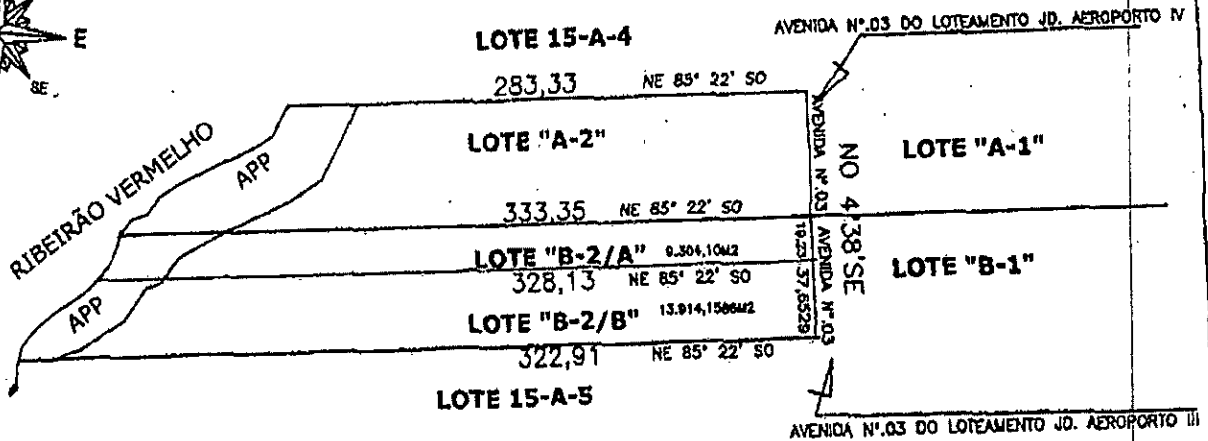 E
SE
LOTE 15-A-4
AVENIDA Nº.03 DO LOTEAMENTO JD. AEROPORTO IV
283,33 NE 85° 22' SO
RIBEIRÃO VERMELHO
APP
LOTE "A-2"
AVENIDA Nº.03
NO 4°38'SE
LOTE "A-1"
333,35 NE 85° 22' SO
LOTE "B-2/A" 9.304,10M2
328,13 NE 85° 22' SO
37,6529
AVENIDA Nº.03
LOTE "B-1"
APP
LOTE "B-2/B" 13.914,1586M2
322,91 NE 85° 22' SO
LOTE 15-A-5
AVENIDA Nº.03 DO LOTEAMENTO JD. AEROPORTO III